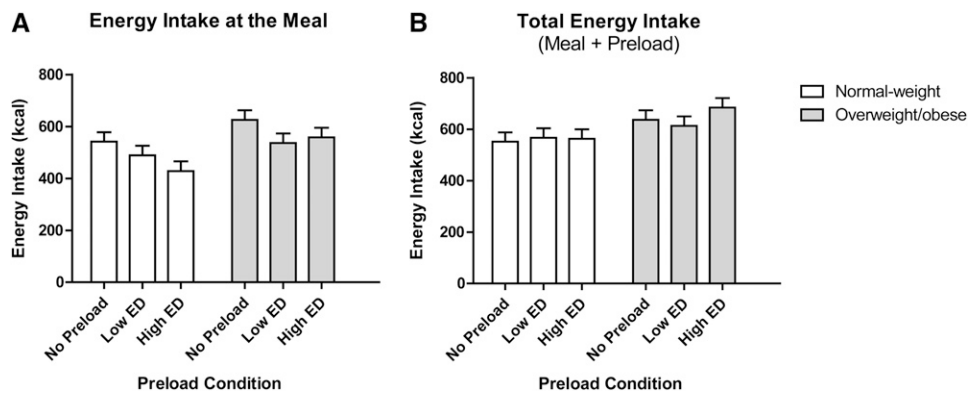 A
Energy Intake at the Meal
Energy Intake (kcal)
800
600
400
200
0
No Preload
Low ED
High ED
No Preload
Low ED
High ED
Preload Condition
B
Total Energy Intake
(Meal + Preload)
Energy Intake (kcal)
800
600
400
200
0
No Preload
Low ED
High ED
No Preload
Low ED
High ED
Preload Condition
Normal-weight
Overweight/obese